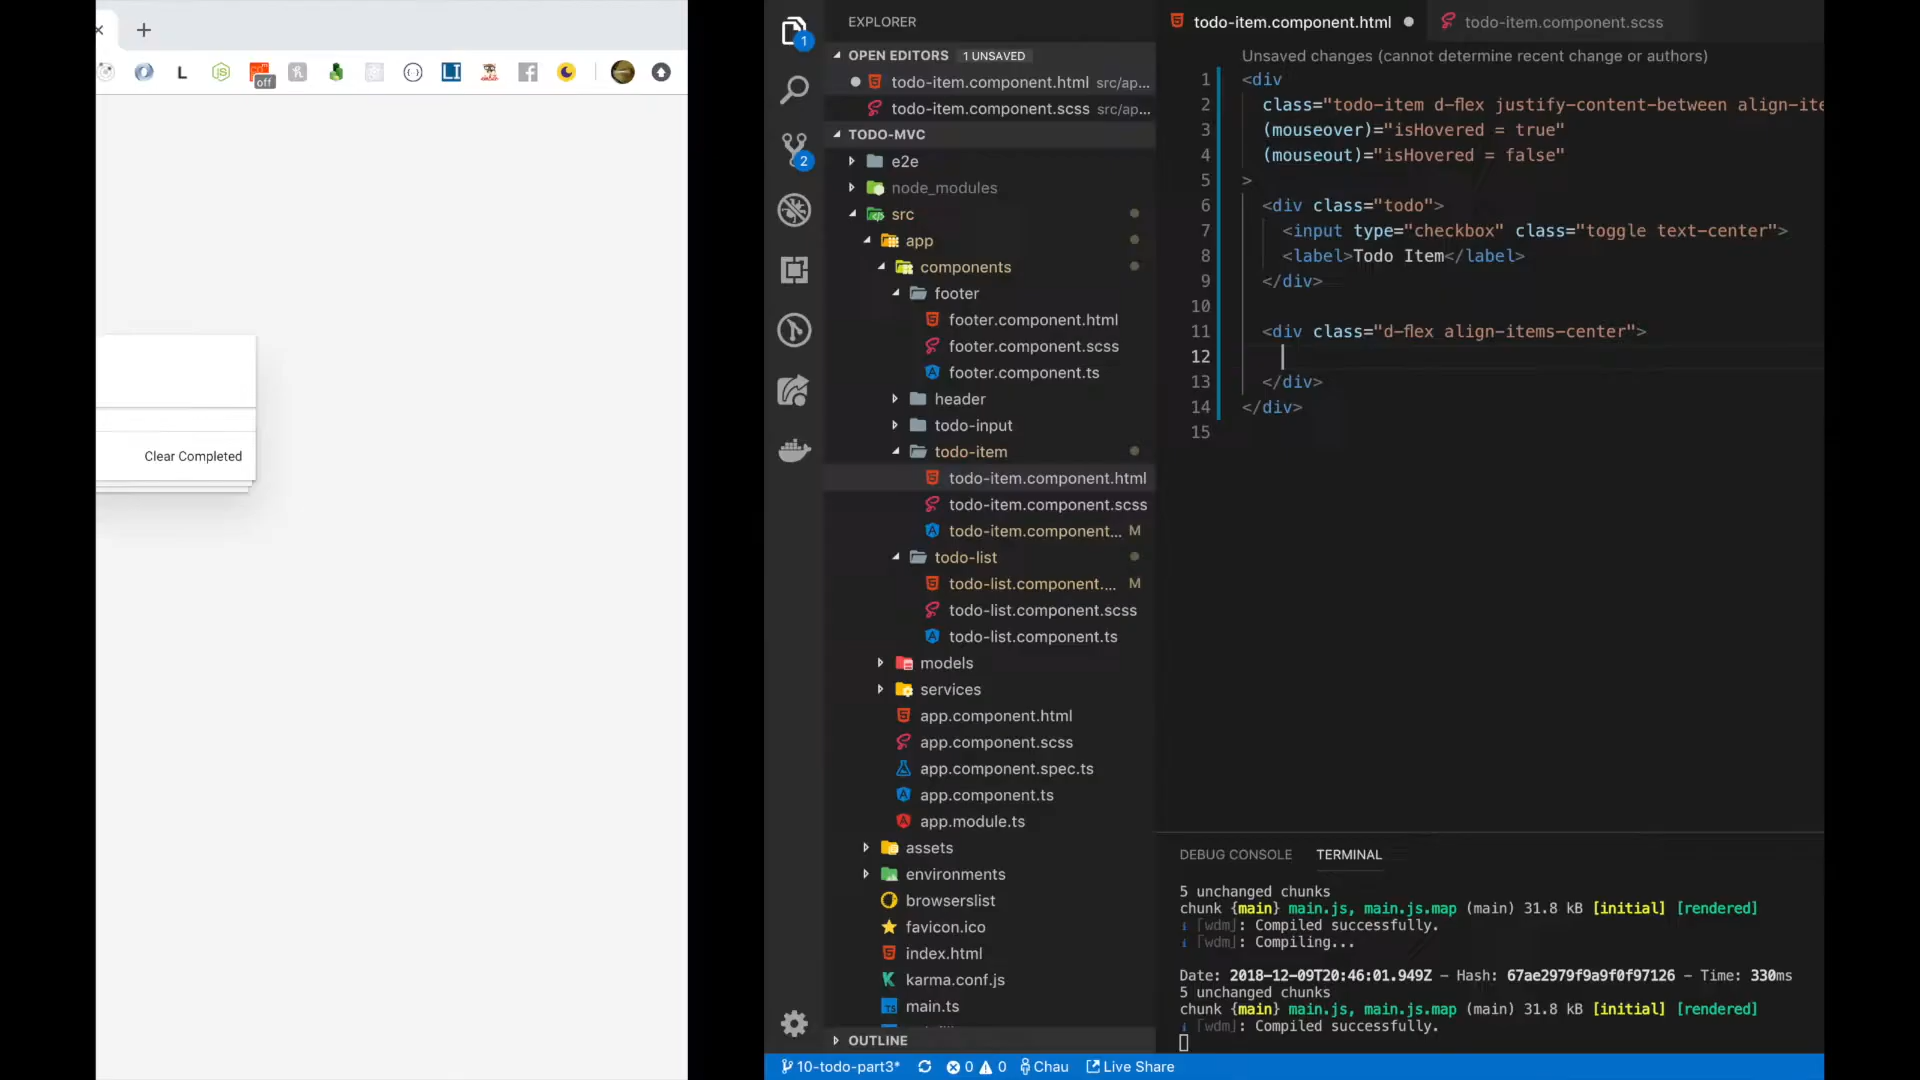 L
off
LI
Clear Completed
EXPLORER
1
OPEN EDITORS 1 UNSAVED
todo-item.component.html src/ap...
todo-item.component.scss src/ap...
TODO-MVC
2
e2e
node_modules
src
app
components
footer
footer.component.html
footer.component.scss
footer.component.ts
header
todo-input
todo-item
todo-item.component.html
todo-item.component.scss
todo-item.component... M
todo-list
todo-list.component.... M
todo-list.component.scss
todo-list.component.ts
models
services
app.component.html
app.component.scss
app.component.spec.ts
app.component.ts
app.module.ts
assets
environments
browserslist
favicon.ico
index.html
karma.conf.js
main.ts
OUTLINE
todo-item.component.html
todo-item.component.scss
Unsaved changes (cannot determine recent change or authors)
1 <div
2 class="todo-item d-flex justify-content-between align-ite
3 (mouseover)="isHovered = true"
4 (mouseout)="isHovered = false"
5 >
6 <div class="todo">
7 <input type="checkbox" class="toggle text-center">
8 <label>Todo Item</label>
9 </div>
10
11 <div class="d-flex align-items-center">
12
13 </div>
14 </div>
15
DEBUG CONSOLE TERMINAL
5 unchanged chunks
chunk {main} main.js, main.js.map (main) 31.8 kB [initial] [rendered]
i ｢wdm｣: Compiled successfully.
i ｢wdm｣: Compiling...
Date: 2018-12-09T20:46:01.949Z - Hash: 67ae2979f9a9f0f97126 - Time: 330ms
5 unchanged chunks
chunk {main} main.js, main.js.map (main) 31.8 kB [initial] [rendered]
i ｢wdm｣: Compiled successfully.
10-todo-part3* 0 0 Chau Live Share